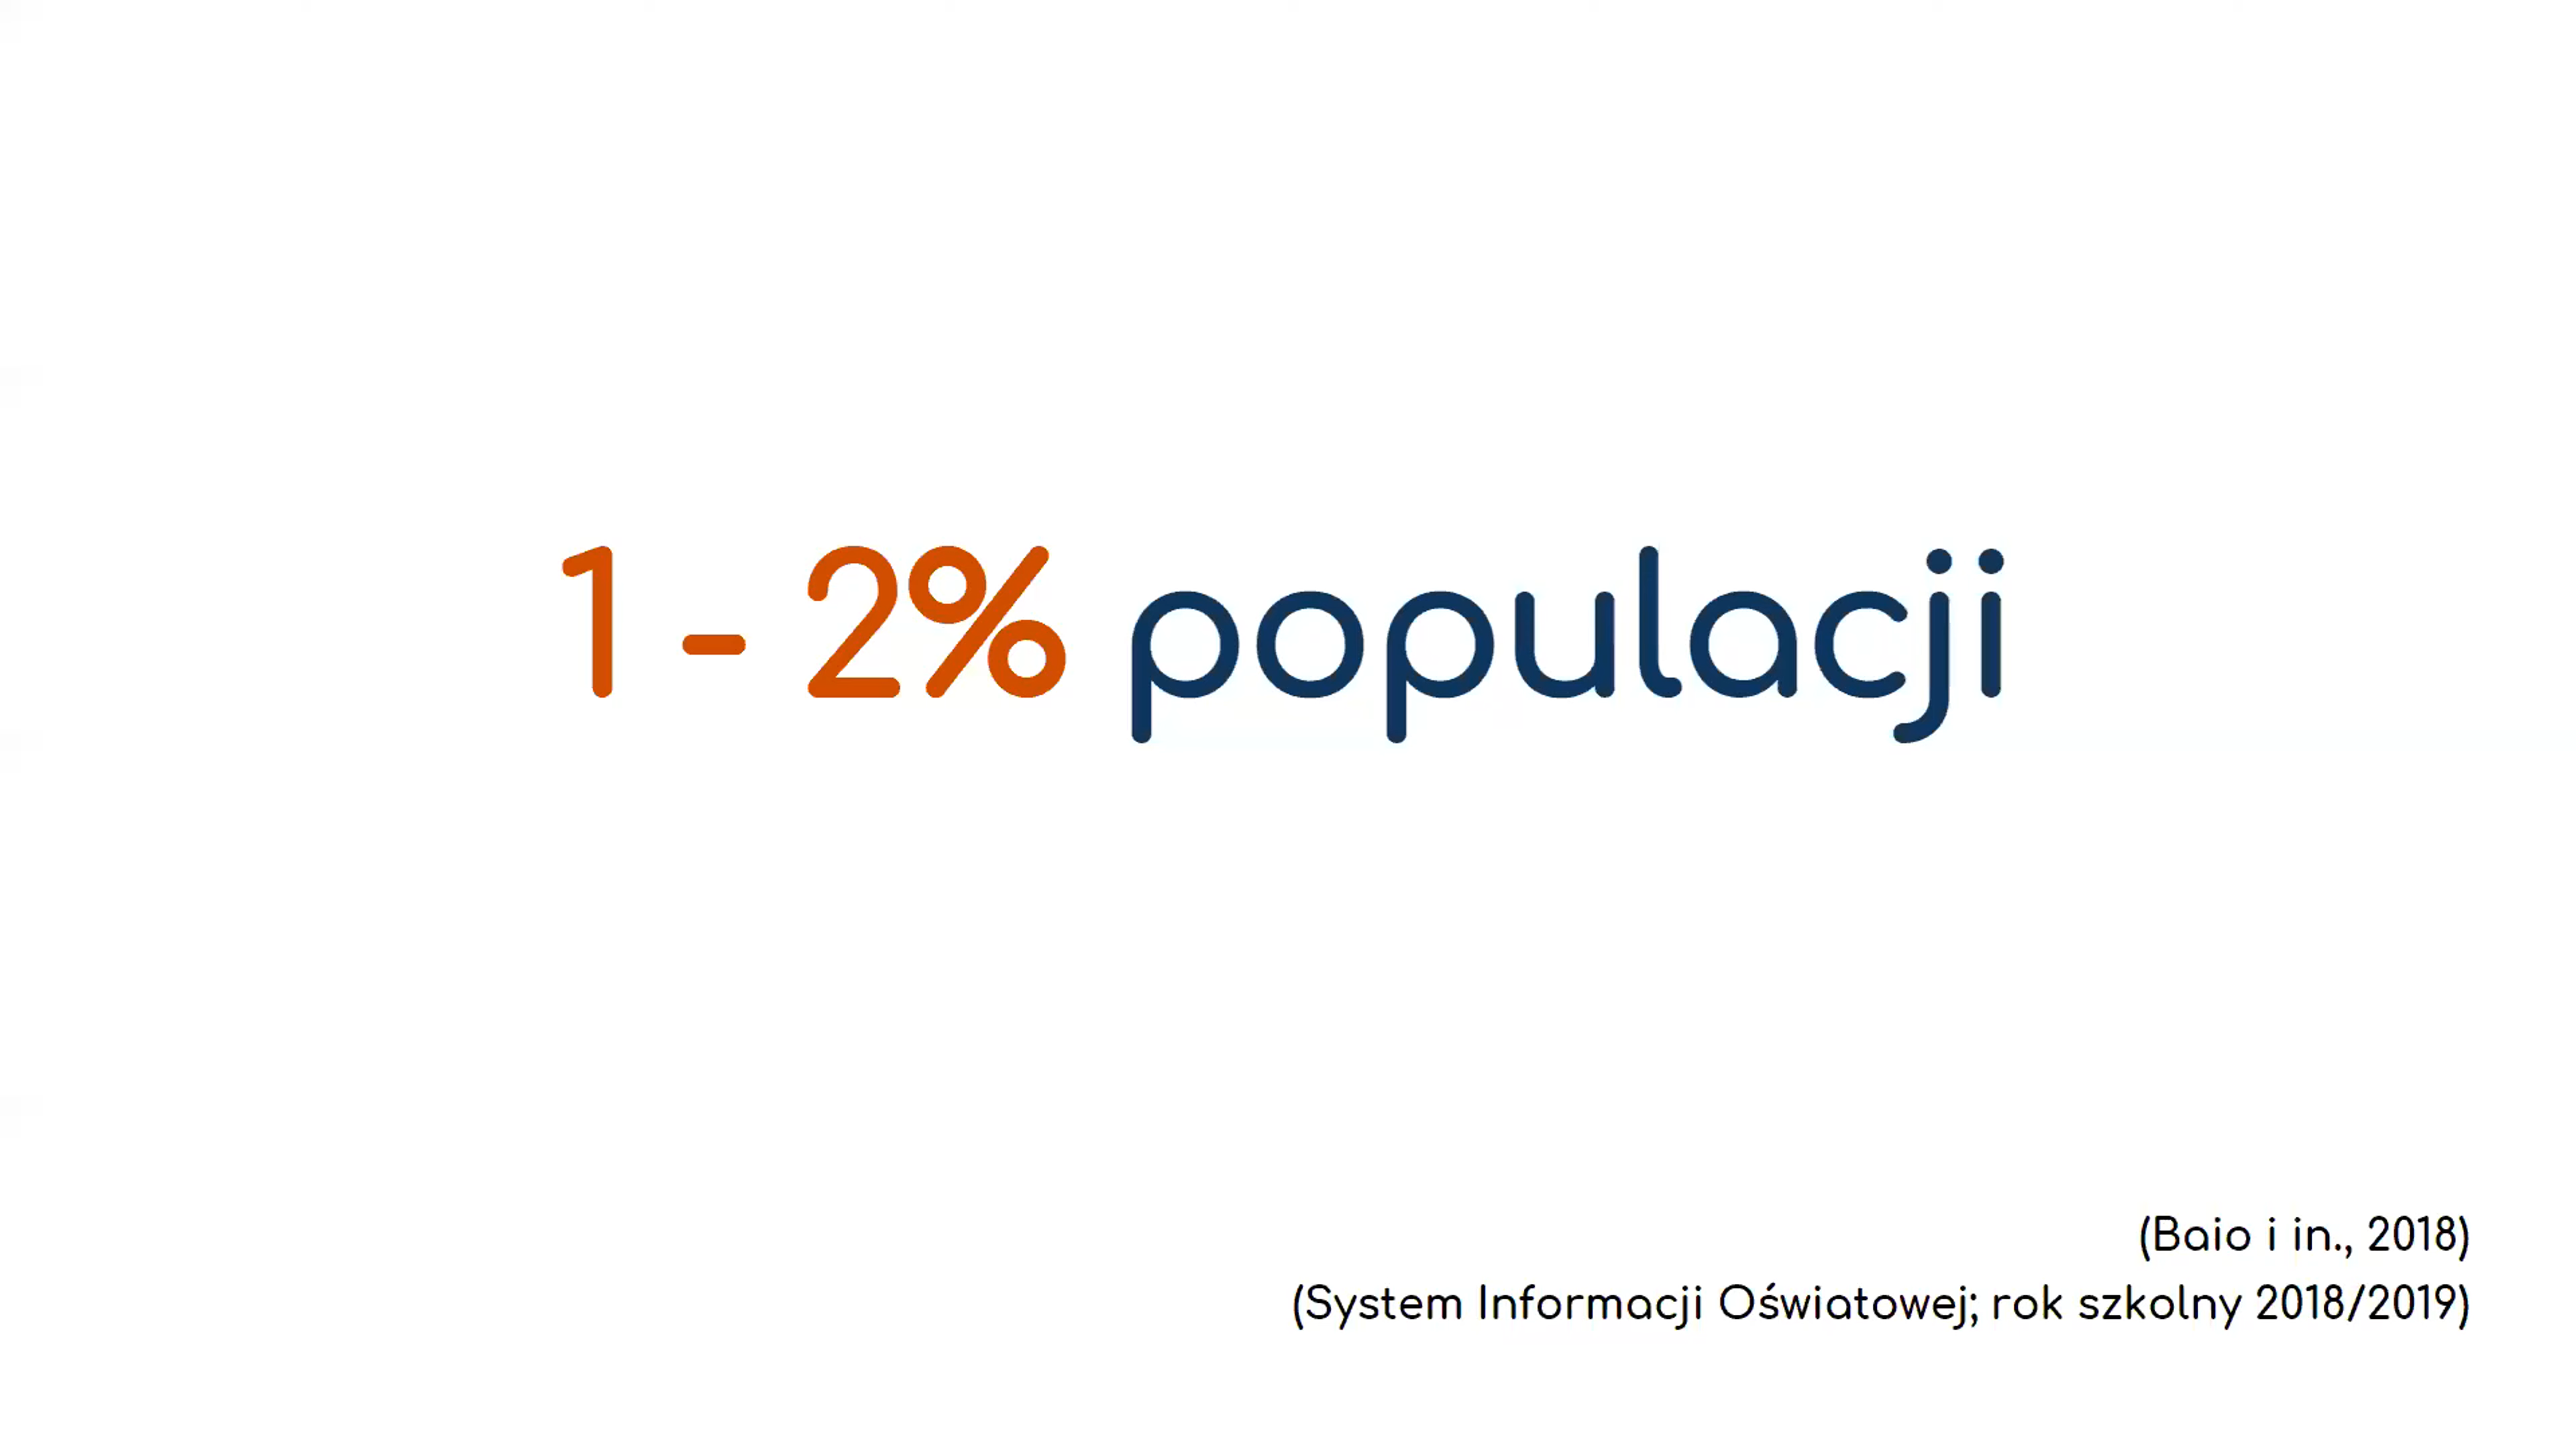 1 - 2% populacji
(Baio i in., 2018)
(System Informacji Oświatowej; rok szkolny 2018/2019)